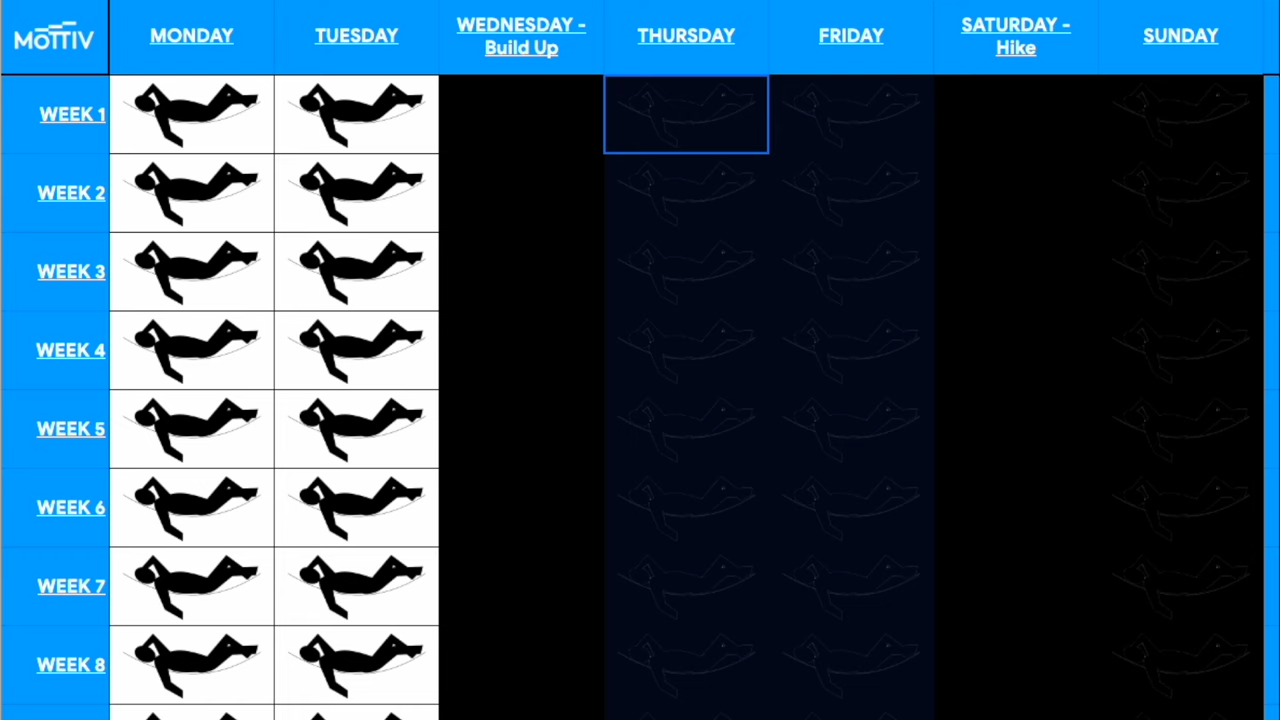 MōTTIV
MONDAY
TUESDAY
WEDNESDAY -
Build Up
THURSDAY
FRIDAY
SATURDAY -
Hike
SUNDAY
WEEK 1
WEEK 2
WEEK 3
WEEK 4
WEEK 5
WEEK 6
WEEK 7
WEEK 8